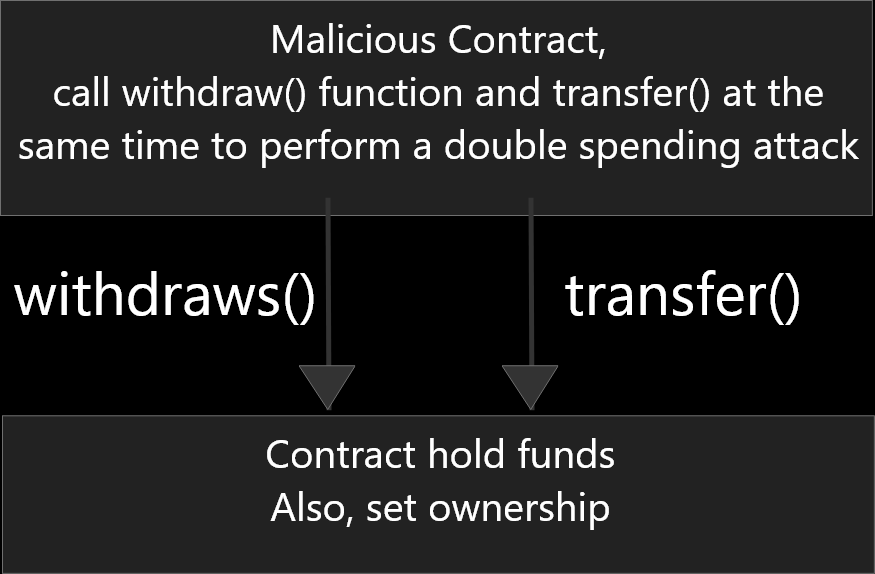 Malicious Contract,
call withdraw() function and transfer() at the
same time to perform a double spending attack
withdraws()
transfer()
Contract hold funds
Also, set ownership